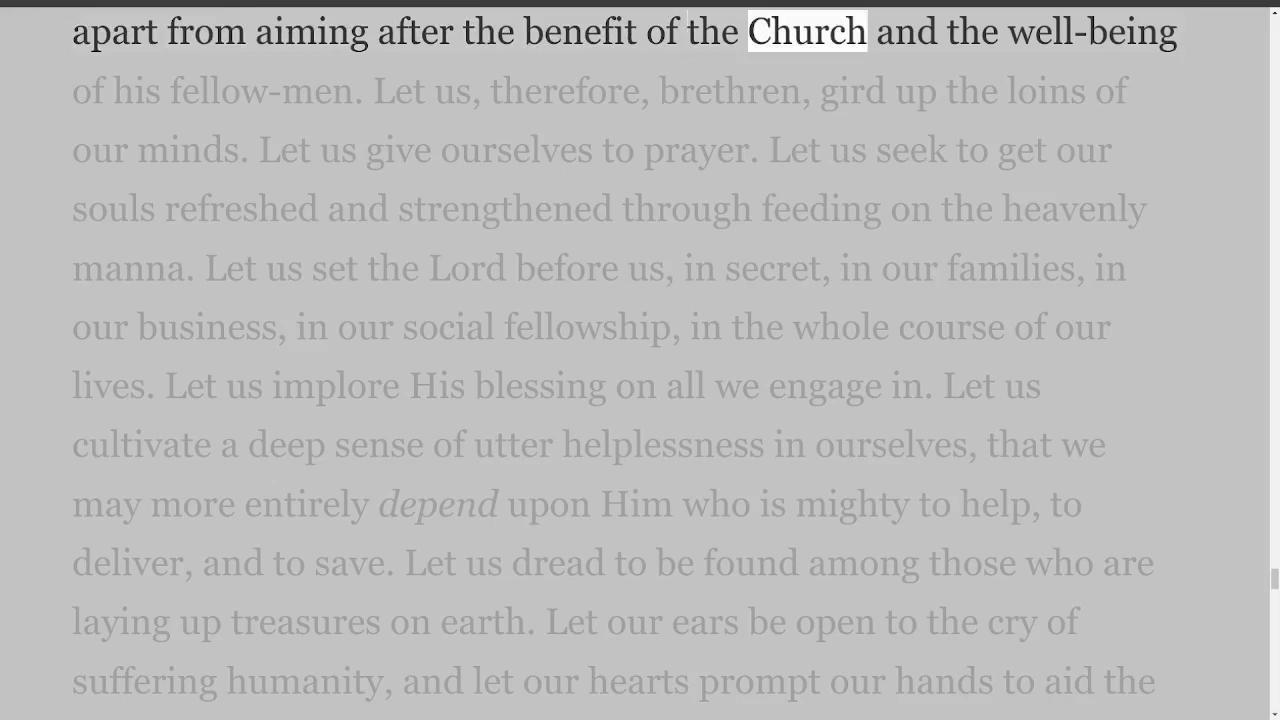 apart from aiming after the benefit of the Church and the well-being
of his fellow-men. Let us, therefore, brethren, gird up the loins of
our minds. Let us give ourselves to prayer. Let us seek to get our
souls refreshed and strengthened through feeding on the heavenly
manna. Let us set the Lord before us, in secret, in our families, in
our business, in our social fellowship, in the whole course of our
lives. Let us implore His blessing on all we engage in. Let us
cultivate a deep sense of utter helplessness in ourselves, that we
may more entirely depend upon Him who is mighty to help, to
deliver, and to save. Let us dread to be found among those who are
laying up treasures on earth. Let our ears be open to the cry of
suffering humanity, and let our hearts prompt our hands to aid the